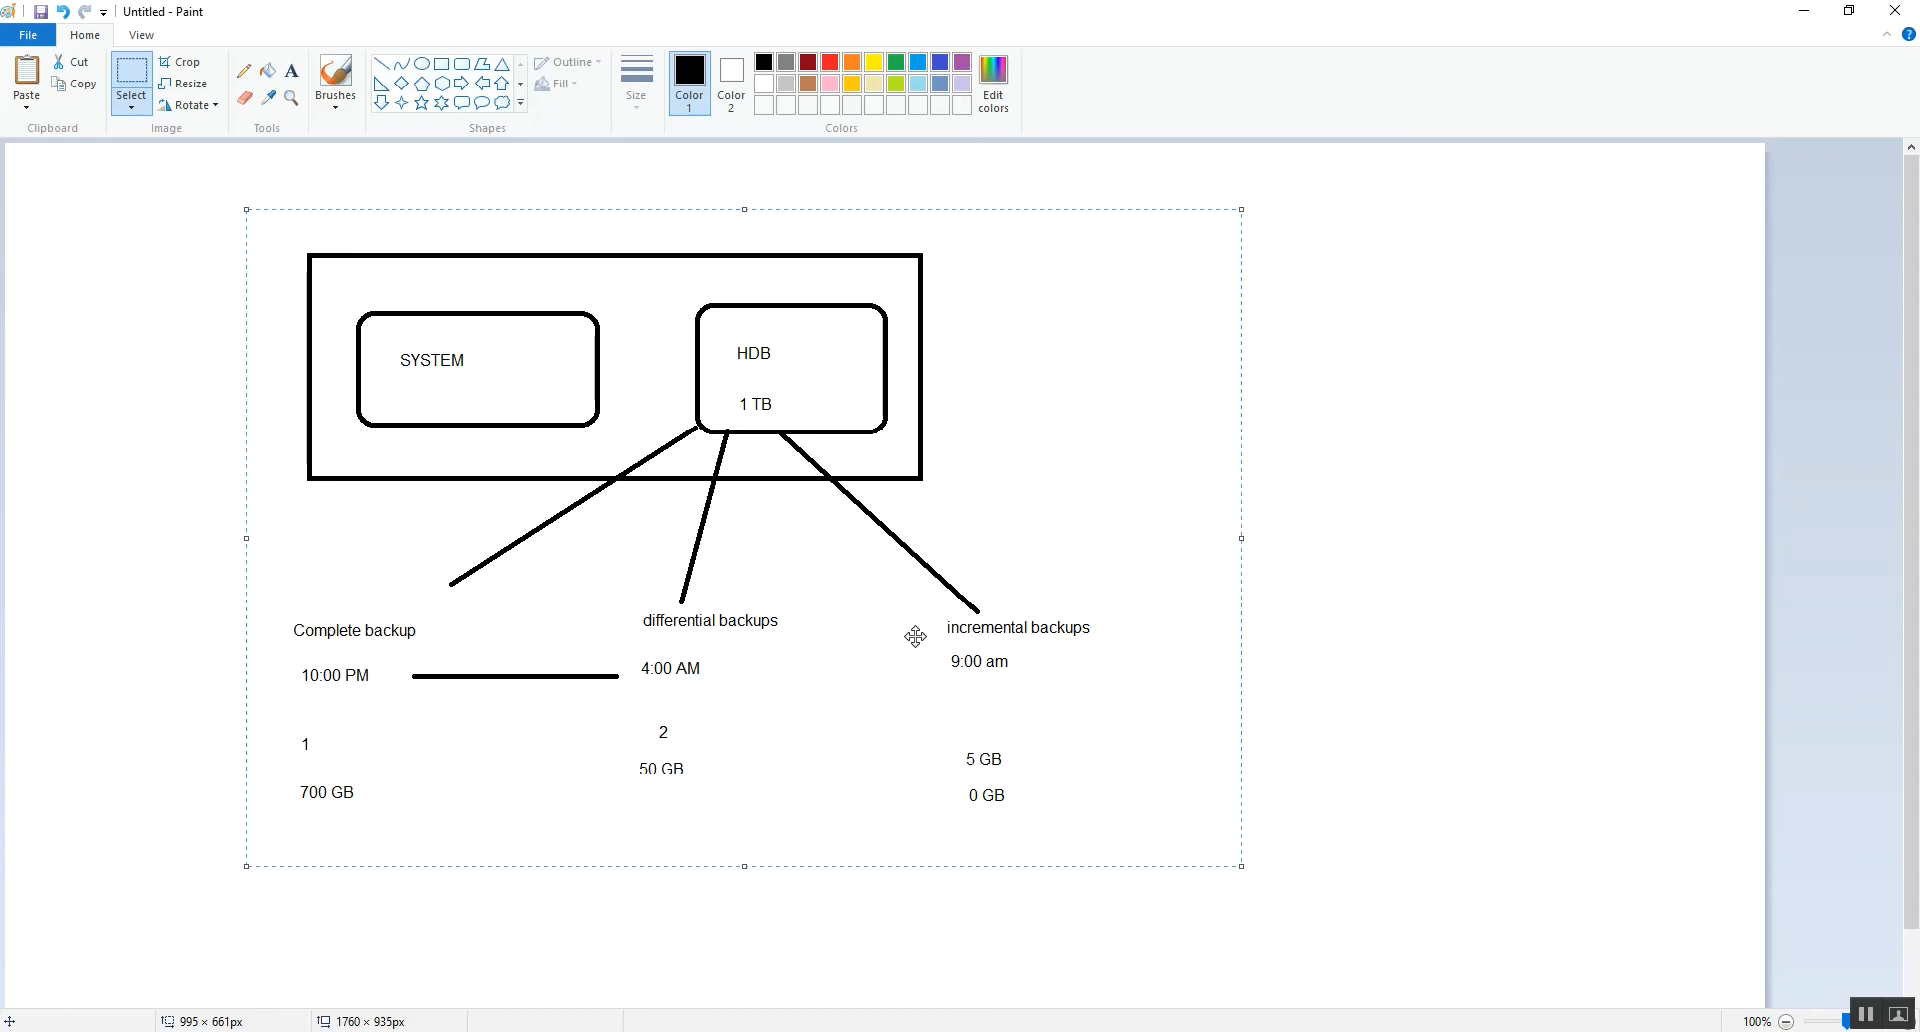 Untitled - Paint
File
Home
View
Paste
Cut
Copy
Clipboard
Select
Crop
Resize
Rotate
Image
A
Tools
Brushes
Shapes
Outline
Fill
Size
Color 1
Color 2
Edit colors
Colors
SYSTEM
HDB
1 TB
Complete backup
differential backups
incremental backups
10:00 PM
4:00 AM
9:00 am
1
2
700 GB
50 GB
5 GB
0 GB
995 × 661px
1760 × 935px
100%